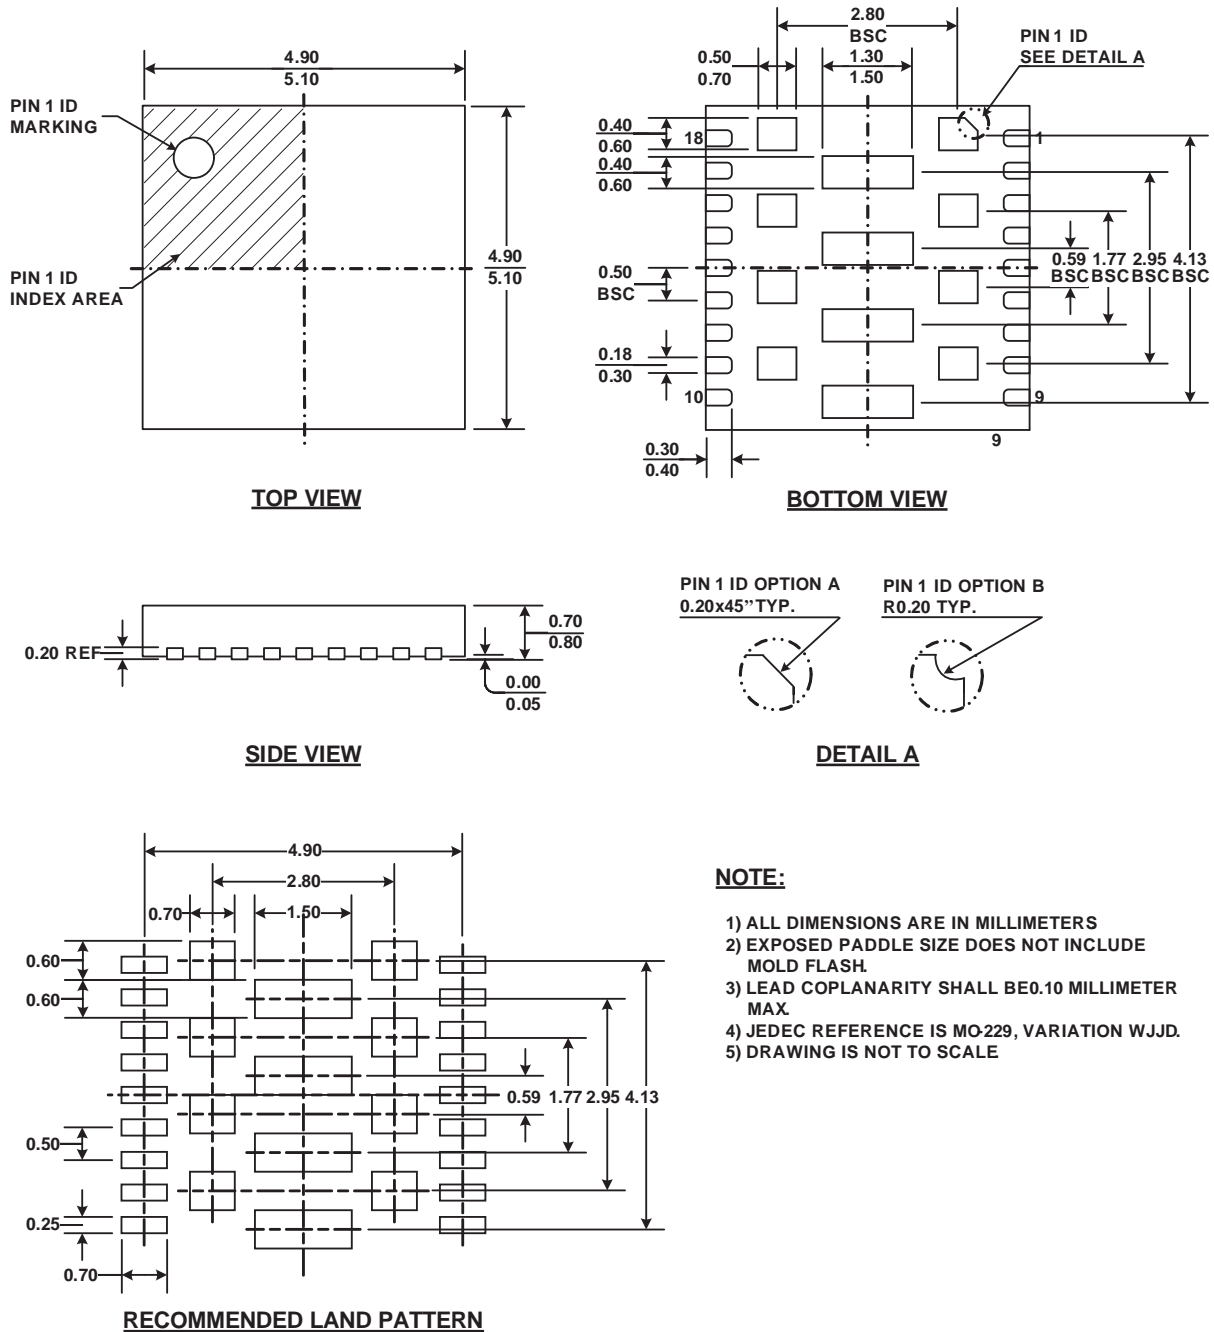 4.90
5.10
PIN 1 ID
MARKING
PIN 1 ID
INDEX AREA
4.90
5.10
TOP VIEW
2.80
BSC
0.50
0.70
1.30
1.50
PIN 1 ID
SEE DETAIL A
0.40
0.60
0.40
0.60
18
1
0.50
BSC
0.59 1.77 2.95 4.13
BSC BSC BSC BSC
0.18
0.30
10
9
9
0.30
0.40
BOTTOM VIEW
0.20 REF
0.70
0.80
0.00
0.05
SIDE VIEW
PIN 1 ID OPTION A
0.20x45” TYP.
PIN 1 ID OPTION B
R0.20 TYP.
DETAIL A
4.90
2.80
0.70
1.50
0.60
0.60
0.59 1.77 2.95 4.13
0.50
0.25
0.70
RECOMMENDED LAND PATTERN
NOTE:
1) ALL DIMENSIONS ARE IN MILLIMETERS
2) EXPOSED PADDLE SIZE DOES NOT INCLUDE
MOLD FLASH.
3) LEAD COPLANARITY SHALL BE0.10 MILLIMETER
MAX.
4) JEDEC REFERENCE IS MO-229, VARIATION WJJD.
5) DRAWING IS NOT TO SCALE